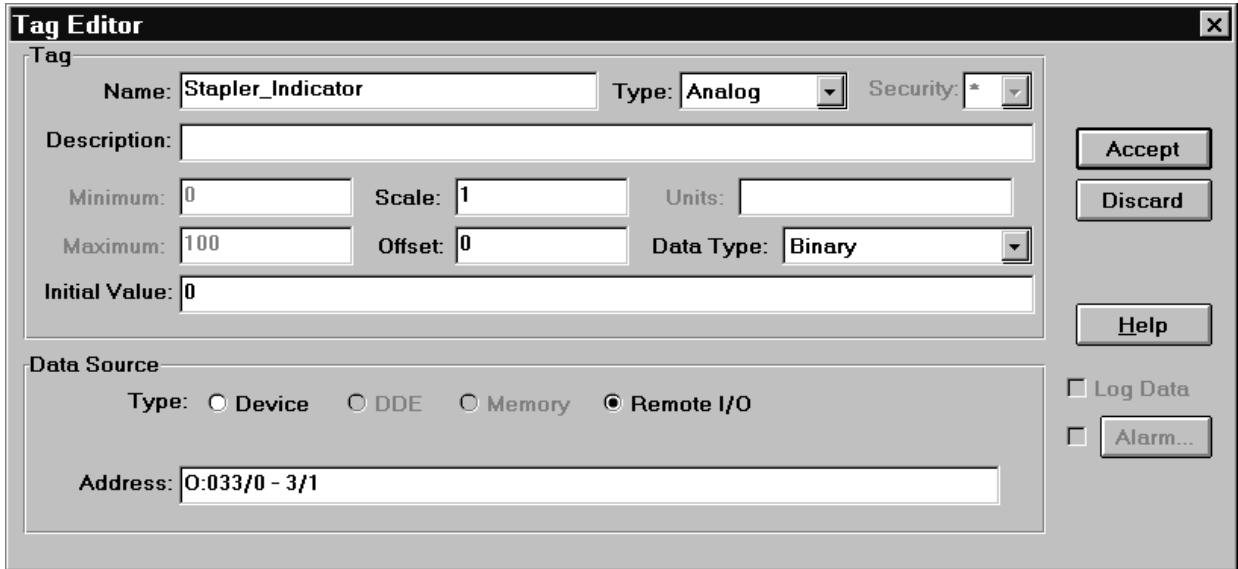 Tag Editor
Tag
Name: Stapler_Indicator Type: Analog Security: *
Description:
Accept
Minimum: 0 Scale: 1 Units:
Discard
Maximum: 100 Offset: 0 Data Type: Binary
Initial Value: 0
Help
Data Source
Type: Device DDE Memory Remote I/O
Log Data
Alarm...
Address: O:033/0 - 3/1